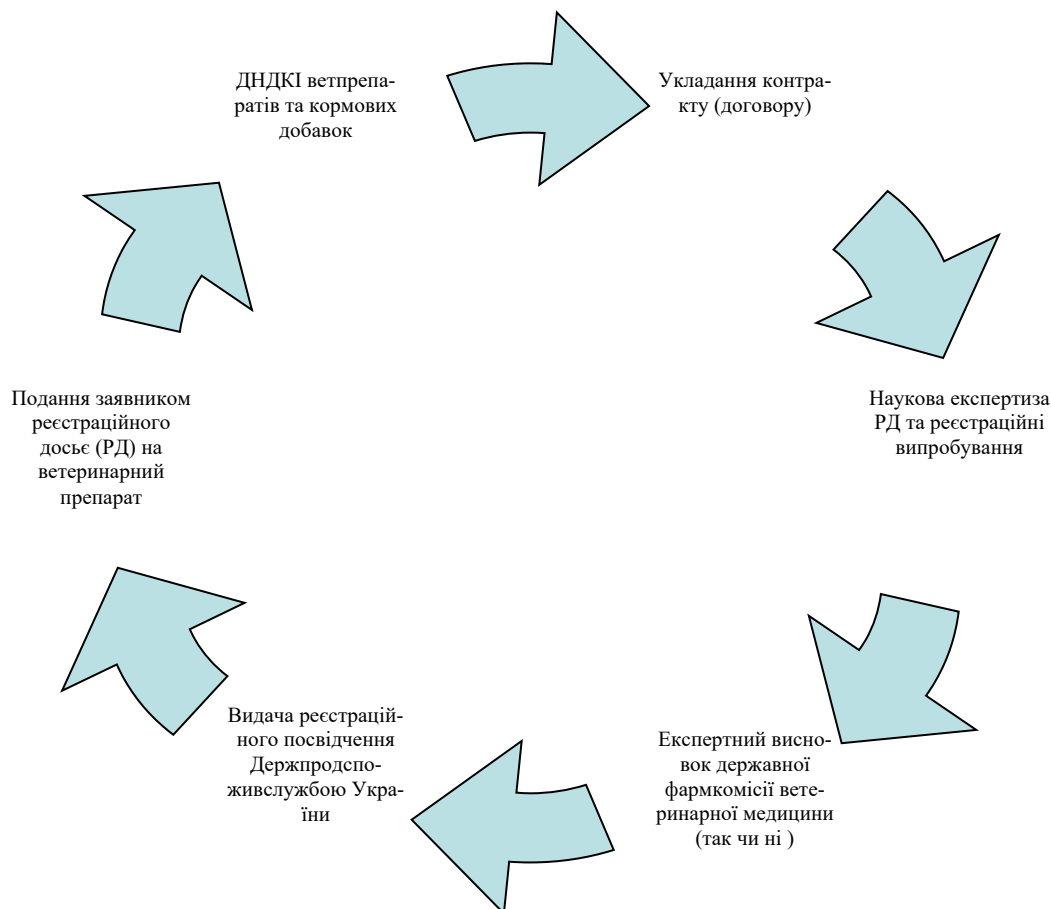 ДНДКІ ветпрепа-
ратів та кормових
добавок
Укладання контра-
кту (договору)
Наукова експертиза
РД та реєстраційні
випробування
Експертний висно-
вок державної
фармкомісії вете-
ринарної медицини
(так чи ні )
Видача реєстрацій-
ного посвідчення
Держпродспо-
живслужбою Укра-
їни
Подання заявником
реєстраційного
досьє (РД) на
ветеринарний
препарат